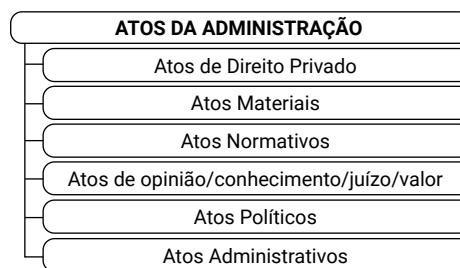 ATOS DA ADMINISTRAÇÃO
Atos de Direito Privado
Atos Materiais
Atos Normativos
Atos de opinião/conhecimento/juízo/valor
Atos Políticos
Atos Administrativos